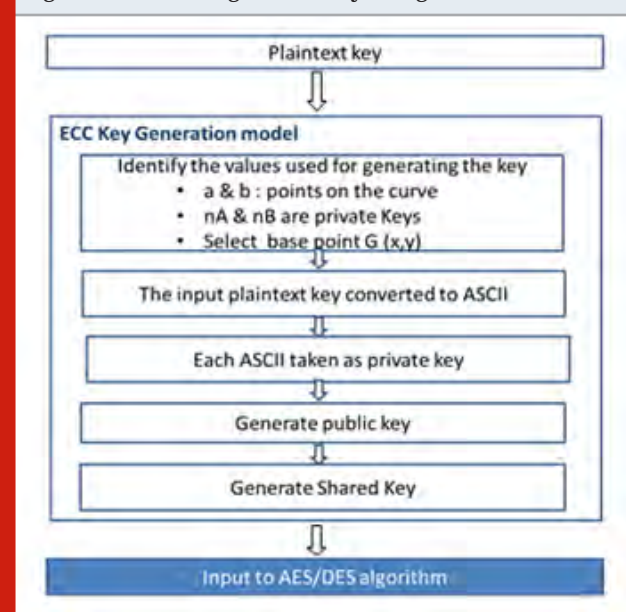 Plaintext key
ECC Key Generation model
Identify the values used for generating the key
• a & b : points on the curve
• nA & nB are private Keys
• Select base point G (x,y)
The input plaintext key converted to ASCII
Each ASCII taken as private key
Generate public key
Generate Shared Key
Input to AES/DES algorithm